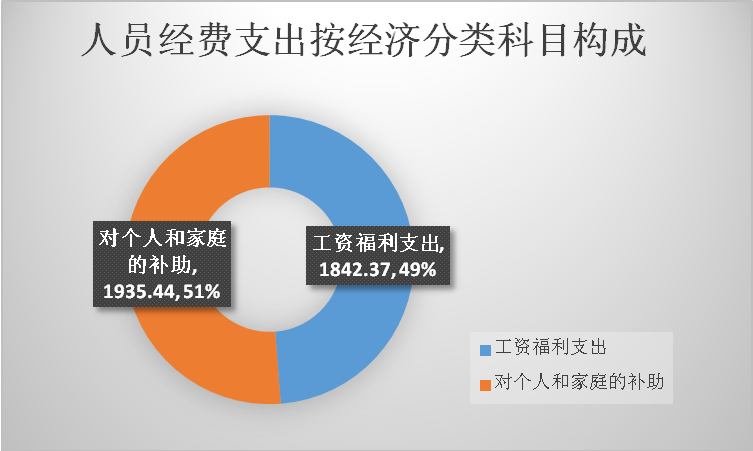 人员经费支出按经济分类科目构成
对个人和家庭
的补助,
1935.44,51%
工资福利支出,
1842.37,49%
工资福利支出
对个人和家庭的补助